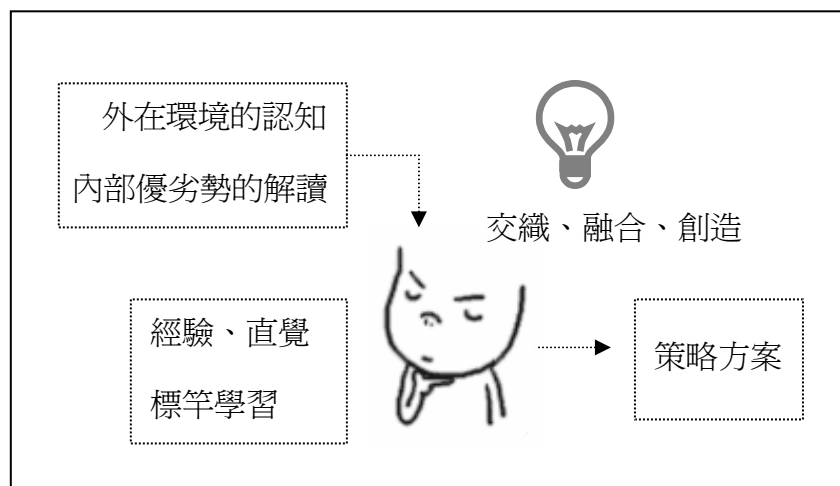 外在環境的認知
內部優劣勢的解讀
交織、融合、創造
經驗、直覺
標竿學習
策略方案